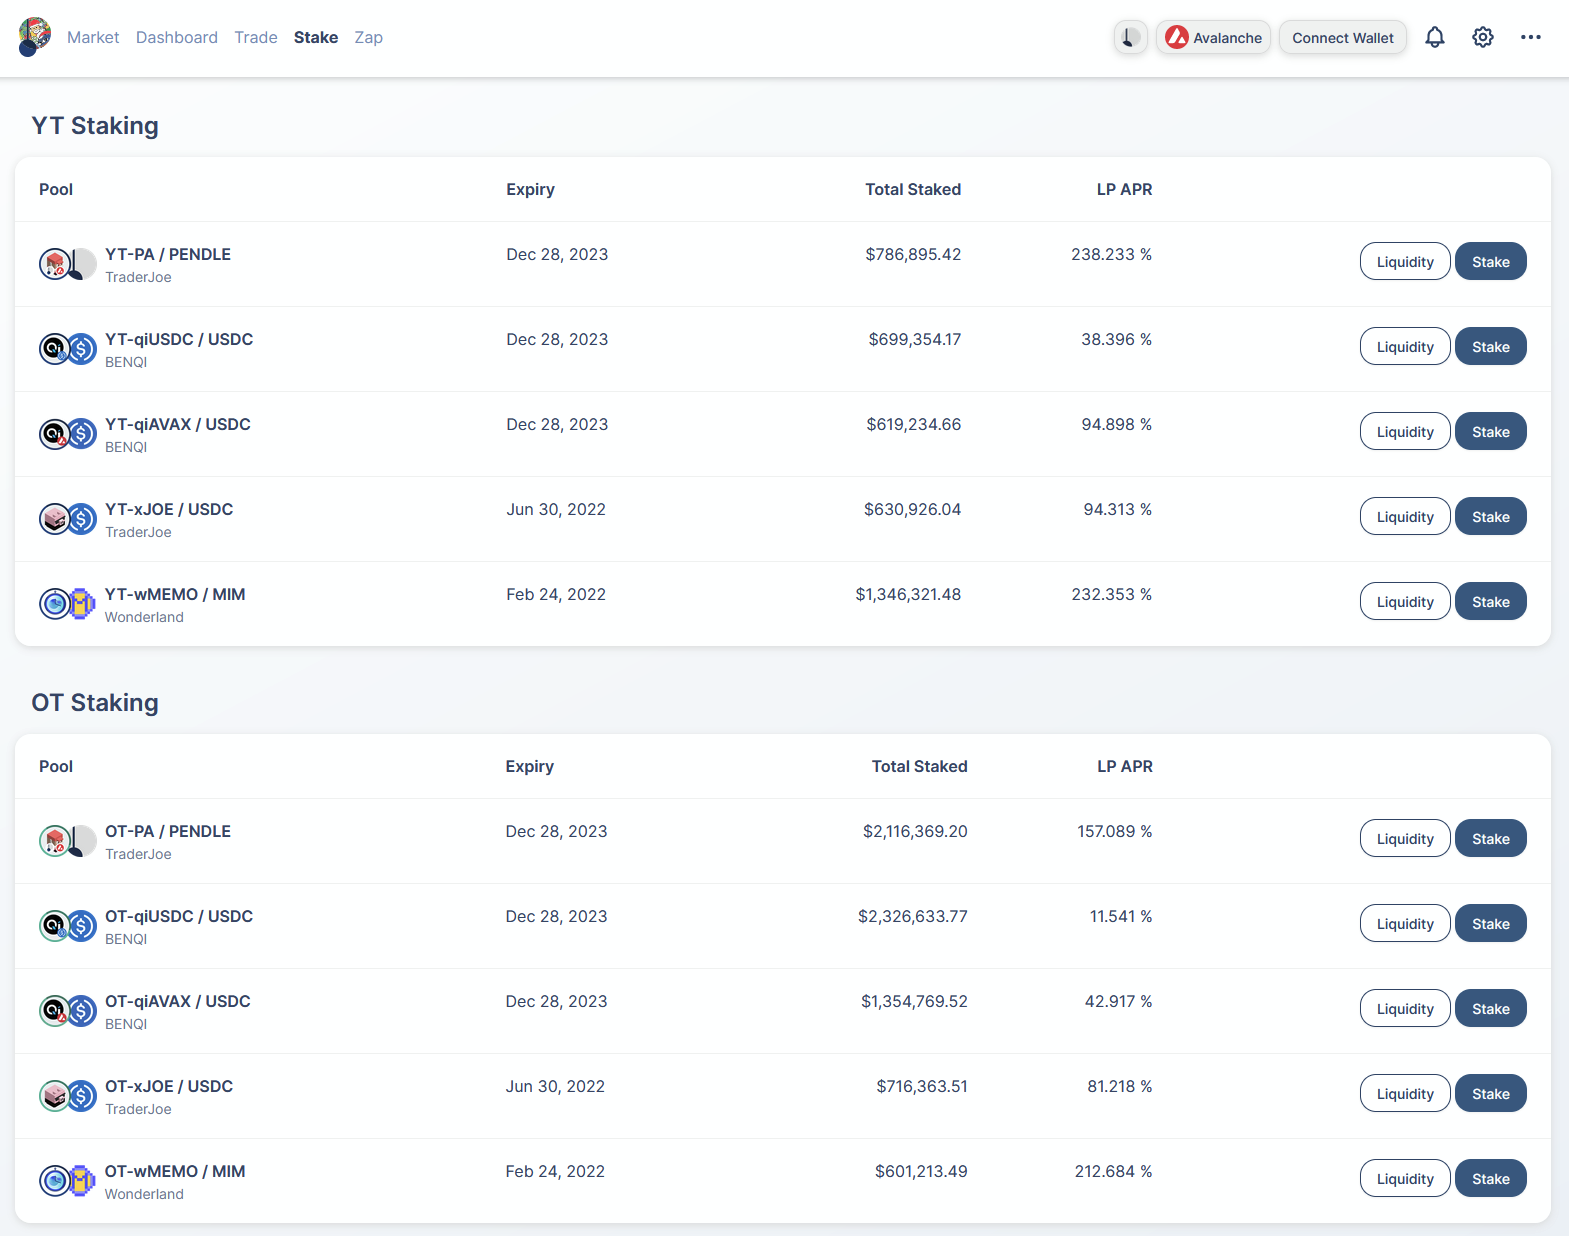 Market Dashboard Trade Stake Zap Avalanche Connect Wallet
YT Staking
Pool Expiry Total Staked LP APR
YT-PA / PENDLE Dec 28, 2023 $786,895.42 238.233 % Liquidity Stake
TraderJoe
YT-qiUSDC / USDC Dec 28, 2023 $699,354.17 38.396 % Liquidity Stake
BENQI
YT-qiAVAX / USDC Dec 28, 2023 $619,234.66 94.898 % Liquidity Stake
BENQI
YT-xJOE / USDC Jun 30, 2022 $630,926.04 94.313 % Liquidity Stake
TraderJoe
YT-wMEMO / MIM Feb 24, 2022 $1,346,321.48 232.353 % Liquidity Stake
Wonderland
OT Staking
Pool Expiry Total Staked LP APR
OT-PA / PENDLE Dec 28, 2023 $2,116,369.20 157.089 % Liquidity Stake
TraderJoe
OT-qiUSDC / USDC Dec 28, 2023 $2,326,633.77 11.541 % Liquidity Stake
BENQI
OT-qiAVAX / USDC Dec 28, 2023 $1,354,769.52 42.917 % Liquidity Stake
BENQI
OT-xJOE / USDC Jun 30, 2022 $716,363.51 81.218 % Liquidity Stake
TraderJoe
OT-wMEMO / MIM Feb 24, 2022 $601,213.49 212.684 % Liquidity Stake
Wonderland